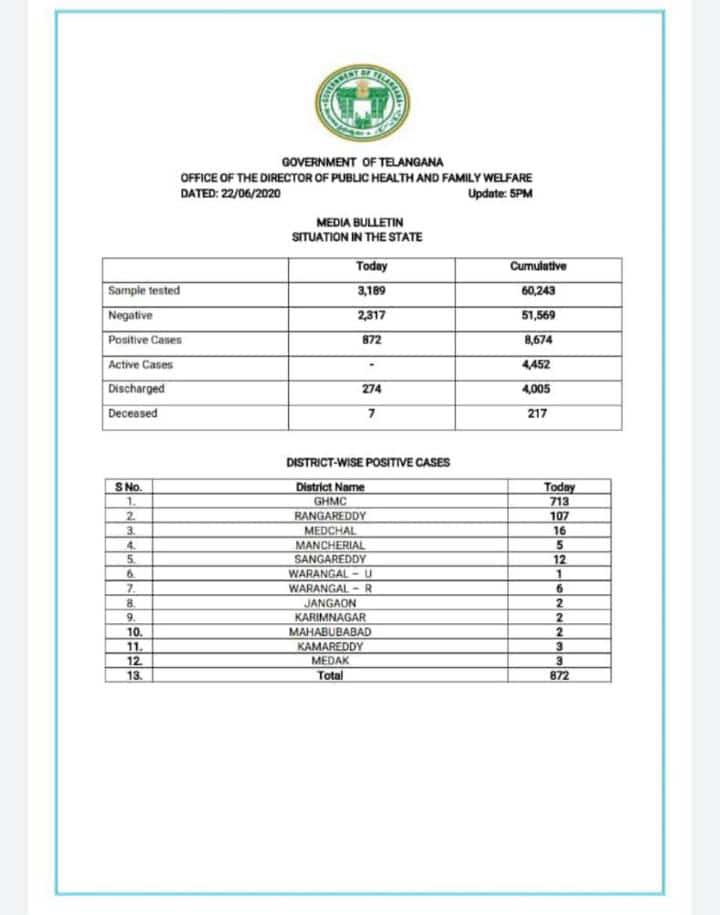 GOVERNMENT OF TELANGANA
GOVERNMENT OF TELANGANA
OFFICE OF THE DIRECTOR OF PUBLIC HEALTH AND FAMILY WELFARE
DATED: 22/06/2020 Update: 5PM
MEDIA BULLETIN
SITUATION IN THE STATE
Today Cumulative
Sample tested 3,189 60,243
Negative 2,317 51,569
Positive Cases 872 8,674
Active Cases - 4,452
Discharged 274 4,005
Deceased 7 217
DISTRICT-WISE POSITIVE CASES
S No. District Name Today
1. GHMC 713
2. RANGAREDDY 107
3. MEDCHAL 16
4. MANCHERIAL 5
5. SANGAREDDY 12
6. WARANGAL – U 1
7. WARANGAL – R 6
8. JANGAON 2
9. KARIMNAGAR 2
10. MAHABUBABAD 2
11. KAMAREDDY 3
12. MEDAK 3
13. Total 872